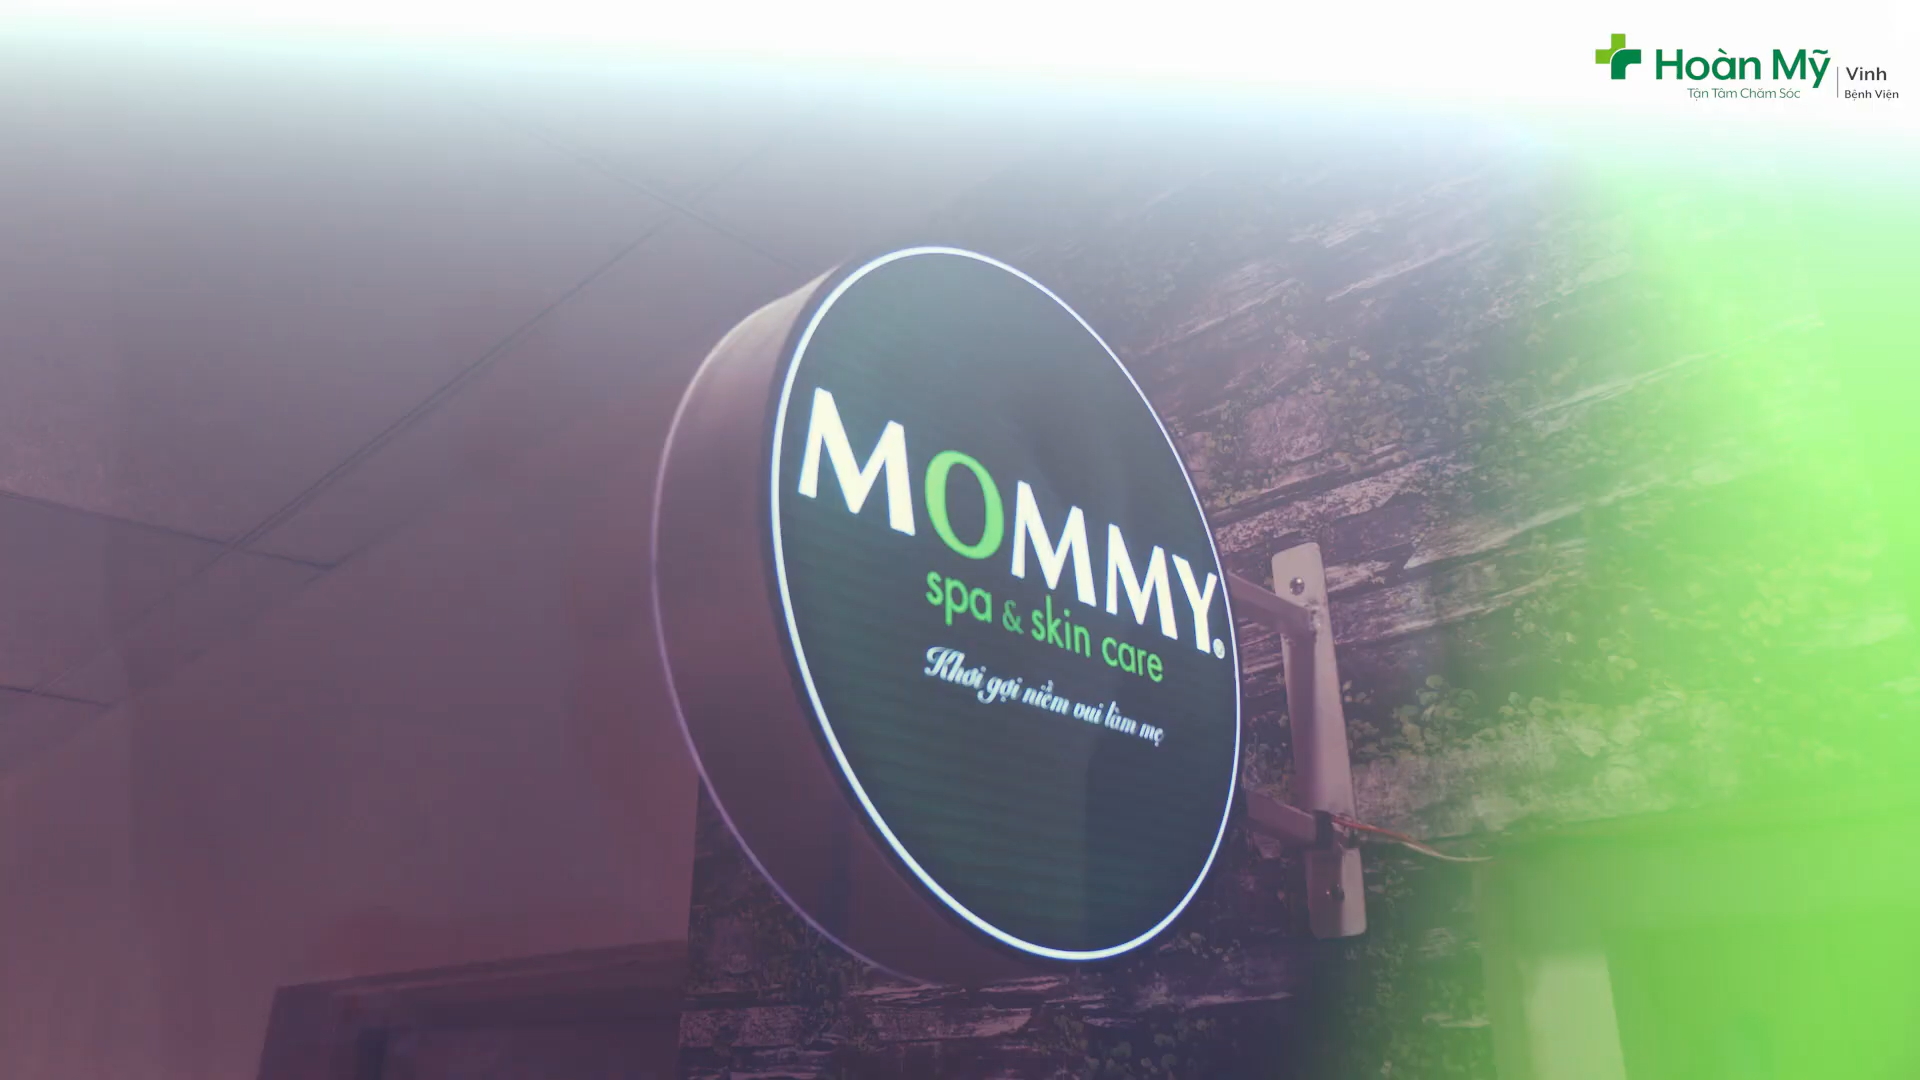 Hoàn Mỹ
Tận Tâm Chăm Sóc
Vinh
Bệnh Viện
MOMMY®
spa & skin care
Khơi gợi niềm vui làm mẹ